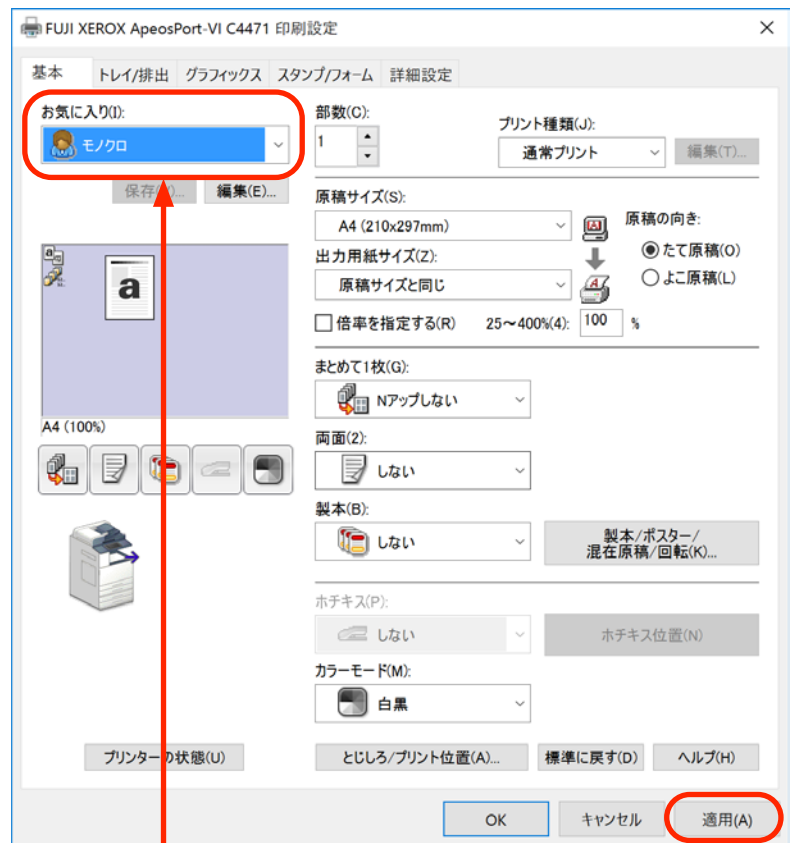 FUJI XEROX ApeosPort-VI C4471 印刷設定
基本 トレイ/排出 グラフィックス スタンプ/フォーム 詳細設定
お気に入り(I):
モノクロ
編集(E)...
a
a
A4 (100%)
プリンターの状態(U)
部数(C):
1
プリント種類(J):
通常プリント
編集(T)...
原稿サイズ(S):
A4 (210x297mm)
出力用紙サイズ(Z):
原稿サイズと同じ
原稿の向き:
たて原稿(O)
よこ原稿(L)
倍率を指定する(R) 25～400%(4): 100 %
まとめて1枚(G):
Nアップしない
両面(2):
しない
製本(B):
しない
製本/ポスター/
混在原稿/回転(K)...
ホチキス(P):
しない
ホチキス位置(N)
カラーモード(M):
白黒
とじしろ/プリント位置(A)... 標準に戻す(D) ヘルプ(H)
OK キャンセル 適用(A)